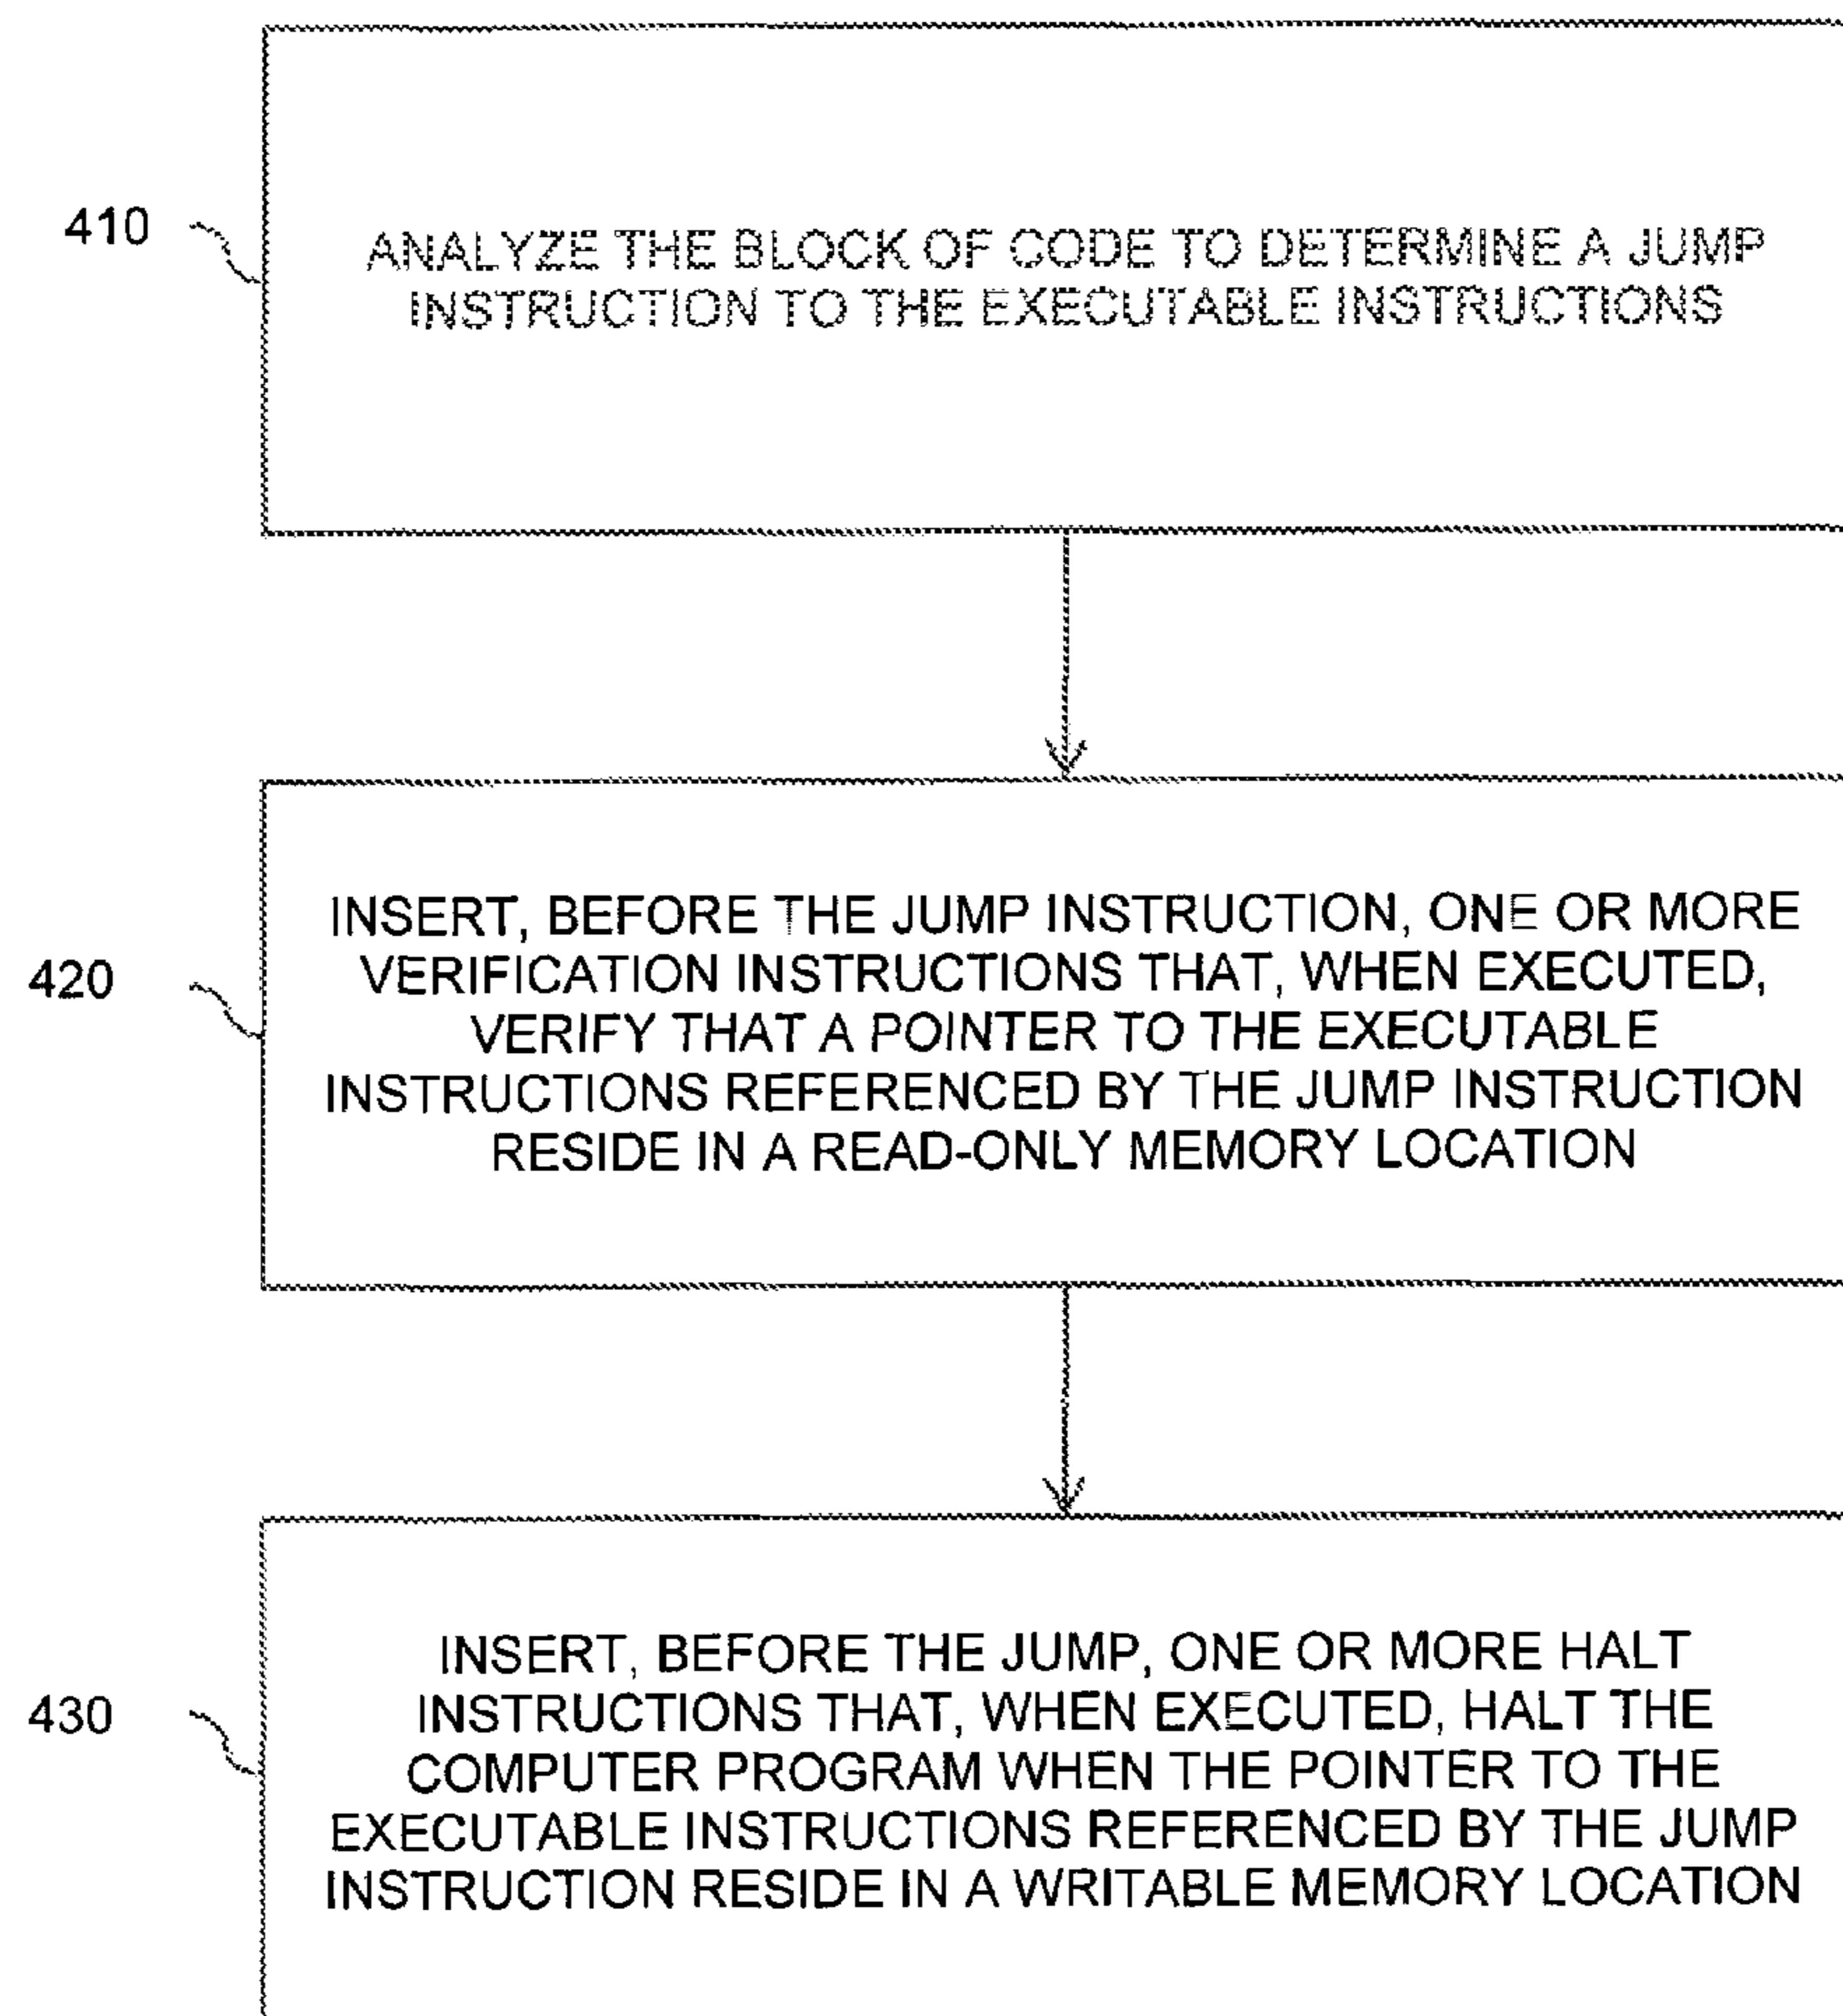 410
ANALYZE THE BLOCK OF CODE TO DETERMINE A JUMP
INSTRUCTION TO THE EXECUTABLE INSTRUCTIONS
420
INSERT, BEFORE THE JUMP INSTRUCTION, ONE OR MORE
VERIFICATION INSTRUCTIONS THAT, WHEN EXECUTED,
VERIFY THAT A POINTER TO THE EXECUTABLE
INSTRUCTIONS REFERENCED BY THE JUMP INSTRUCTION
RESIDE IN A READ-ONLY MEMORY LOCATION
430
INSERT, BEFORE THE JUMP, ONE OR MORE HALT
INSTRUCTIONS THAT, WHEN EXECUTED, HALT THE
COMPUTER PROGRAM WHEN THE POINTER TO THE
EXECUTABLE INSTRUCTIONS REFERENCED BY THE JUMP
INSTRUCTION RESIDE IN A WRITABLE MEMORY LOCATION